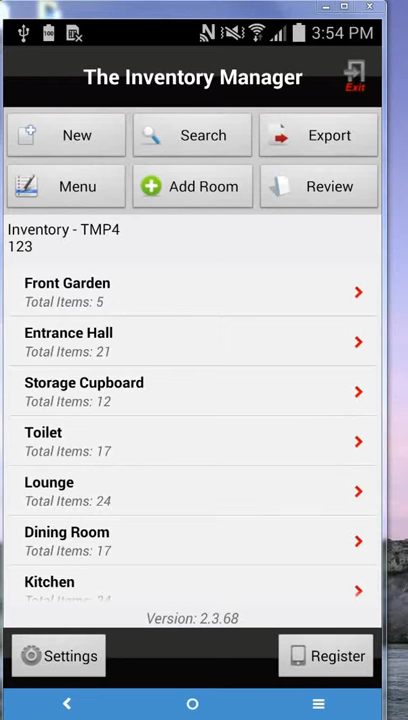 100
3:54 PM
The Inventory Manager
Exit
New
Search
Export
Menu
Add Room
Review
Inventory - TMP4
123
Front Garden
Total Items: 5
Entrance Hall
Total Items: 21
Storage Cupboard
Total Items: 12
Toilet
Total Items: 17
Lounge
Total Items: 24
Dining Room
Total Items: 17
Kitchen
Version: 2.3.68
Settings
Register